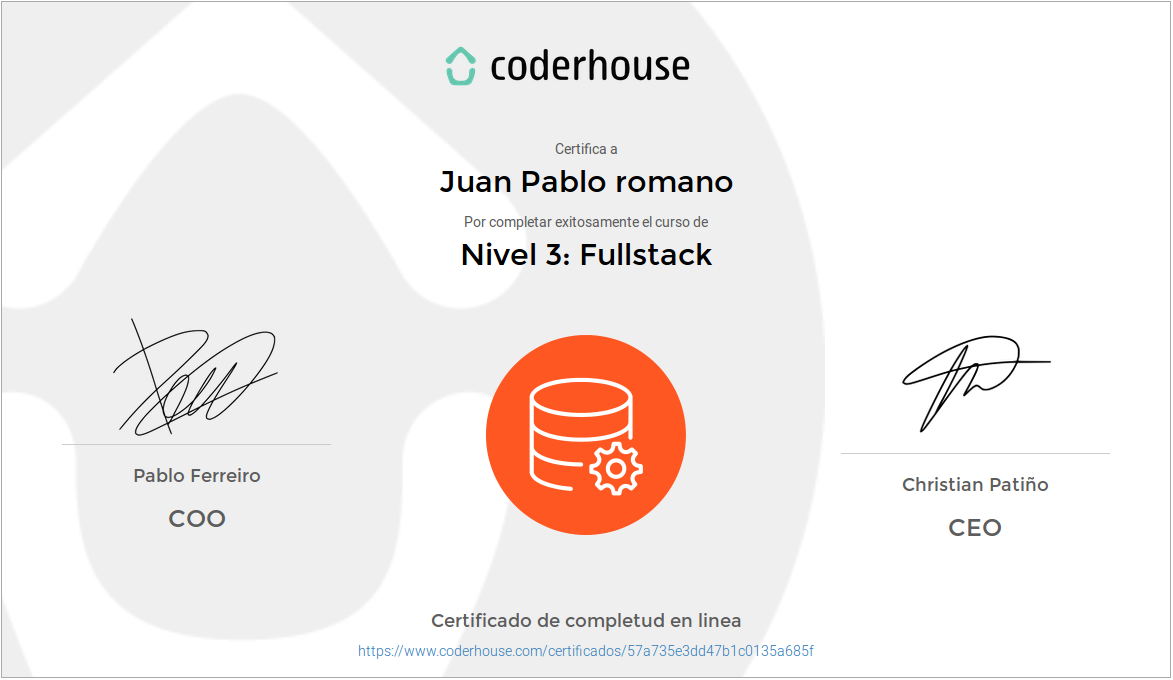 coderhouse
Certifica a
Juan Pablo romano
Por completar exitosamente el curso de
Nivel 3: Fullstack
Pablo Ferreiro
COO
Christian Patiño
CEO
Certificado de completud en linea
https://www.coderhouse.com/certificados/57a735e3dd47b1c0135a685f